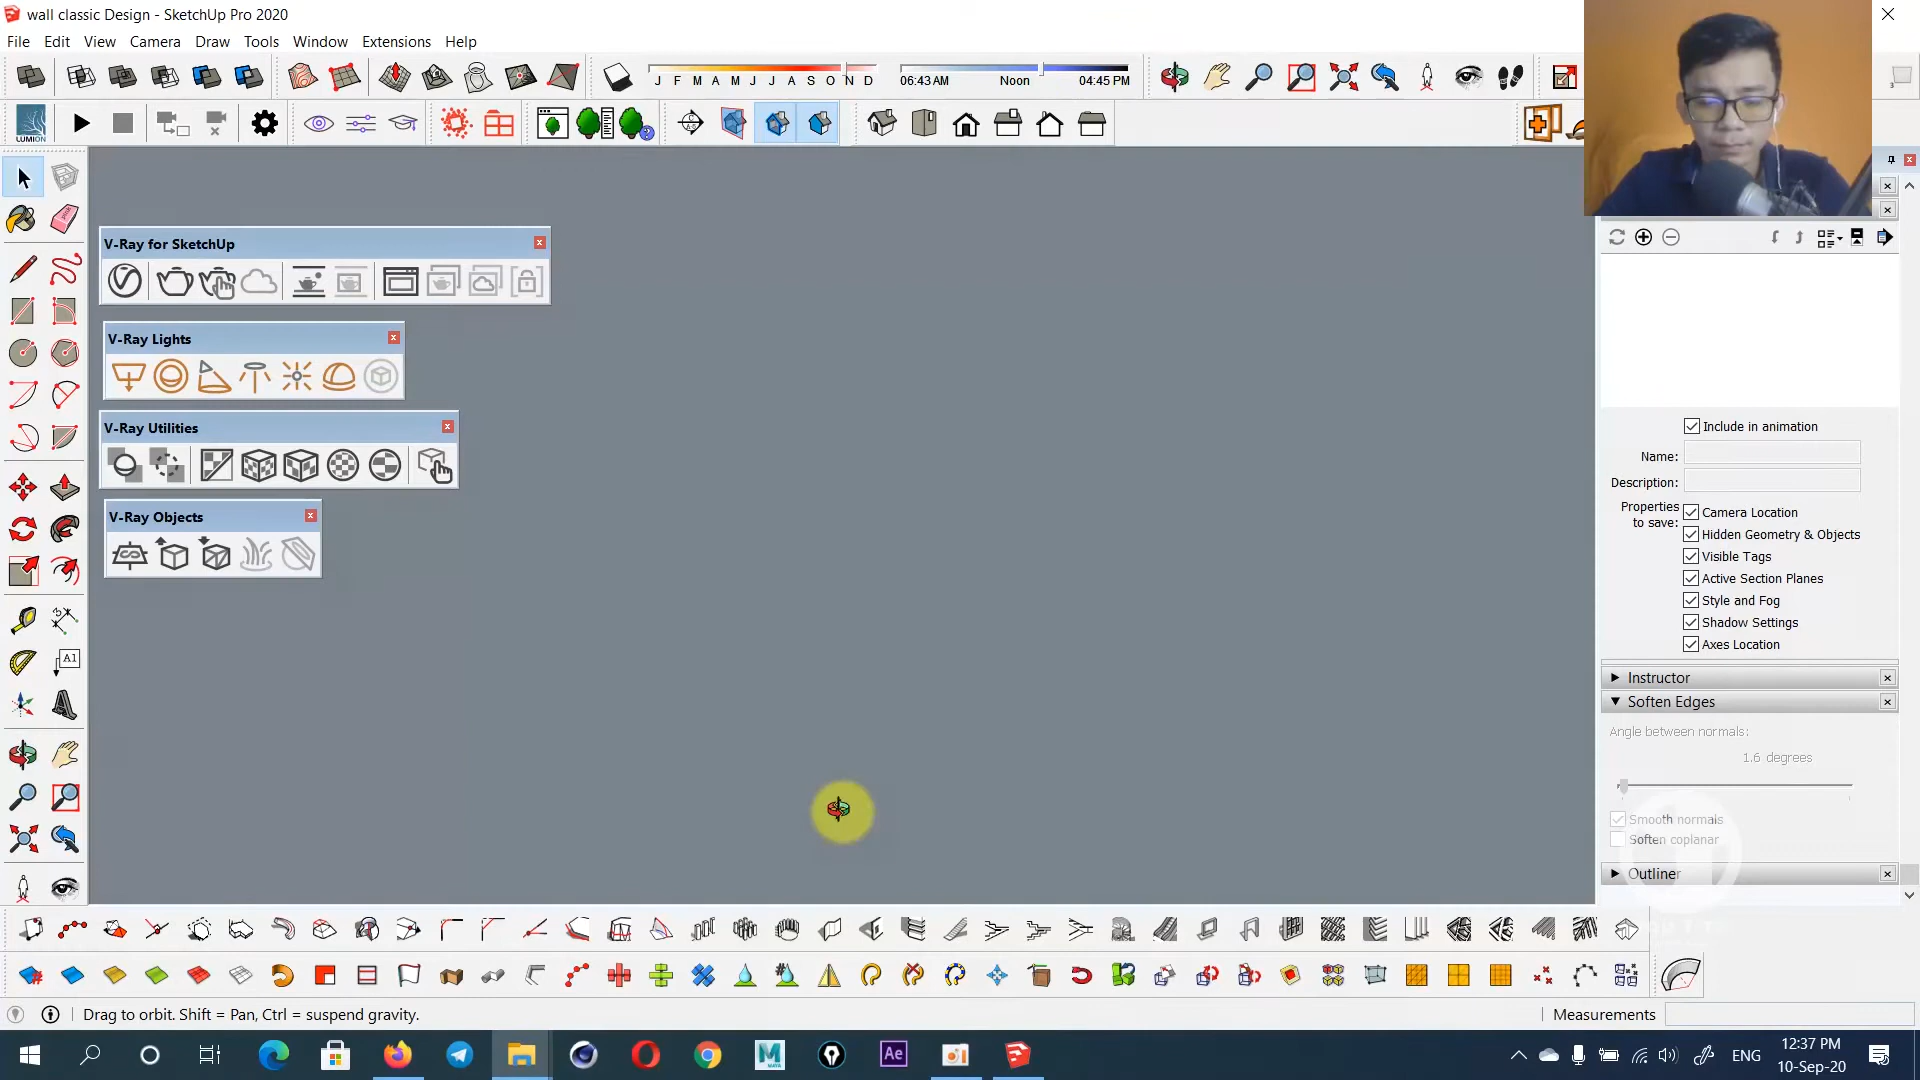 wall classic Design - SketchUp Pro 2020
File Edit View Camera Draw Tools Window Extensions Help
J F M A M J J A S O N D 06:43 AM Noon 04:45 PM
LUMION
V-Ray for SketchUp
V-Ray Lights
V-Ray Utilities
V-Ray Objects
Include in animation
Name:
Description:
Properties to save:
Camera Location
Hidden Geometry & Objects
Visible Tags
Active Section Planes
Style and Fog
Shadow Settings
Axes Location
Instructor
Soften Edges
Angle between normals:
1.6 degrees
Smooth normals
Soften coplanar
Outliner
A1
Drag to orbit. Shift = Pan, Ctrl = suspend gravity.
Measurements
Ae
ENG
12:37 PM
10-Sep-20